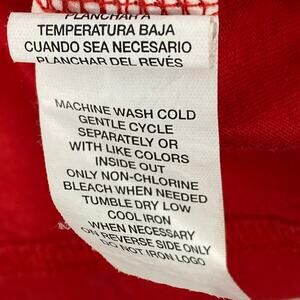 PLANCHAR A
TEMPERATURA BAJA
CUANDO SEA NECESARIO
PLANCHAR DEL REVÉS
MACHINE WASH COLD
GENTLE CYCLE
SEPARATELY OR
WITH LIKE COLORS
INSIDE OUT
ONLY NON-CHLORINE
BLEACH WHEN NEEDED
TUMBLE DRY LOW
COOL IRON
WHEN NECESSARY
ON REVERSE SIDE ONLY
DO NOT IRON LOGO